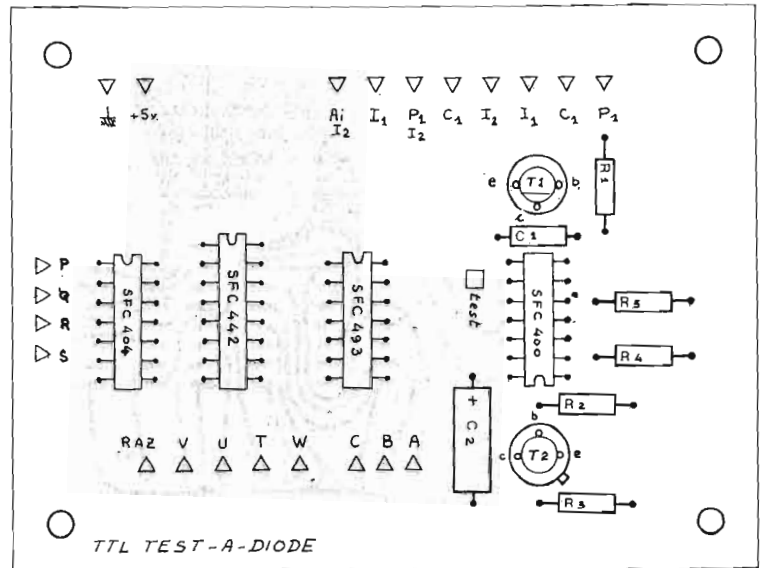 +5v.
Ai I1 P1 C1 I2 I1 C1 P1
I2 I2
R1
e T1 b
c
C1
P
Q
R
S
SFC 404
SFC 442
SFC 493
test
SFC 400
R5
R4
R2
+ C2
b
c T2 e
R3
RAZ V U T W C B A
TTL TEST-A-DIODE